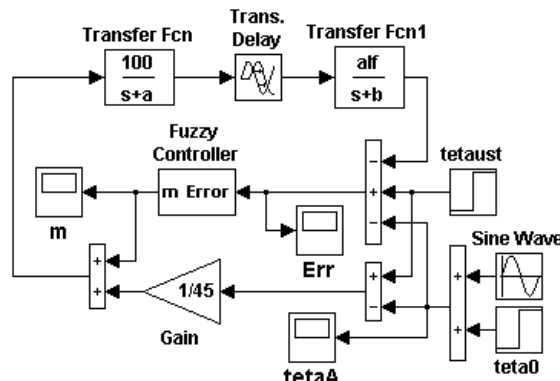 Trans.
Delay
Transfer Fcn
Transfer Fcn1
100
s+a
alf
s+b
Fuzzy
Controller
tetaust
m Error
−
+
−
m
Err
Sine Wave
+
+
1/45
+
−
+
+
Gain
tetaA
teta0